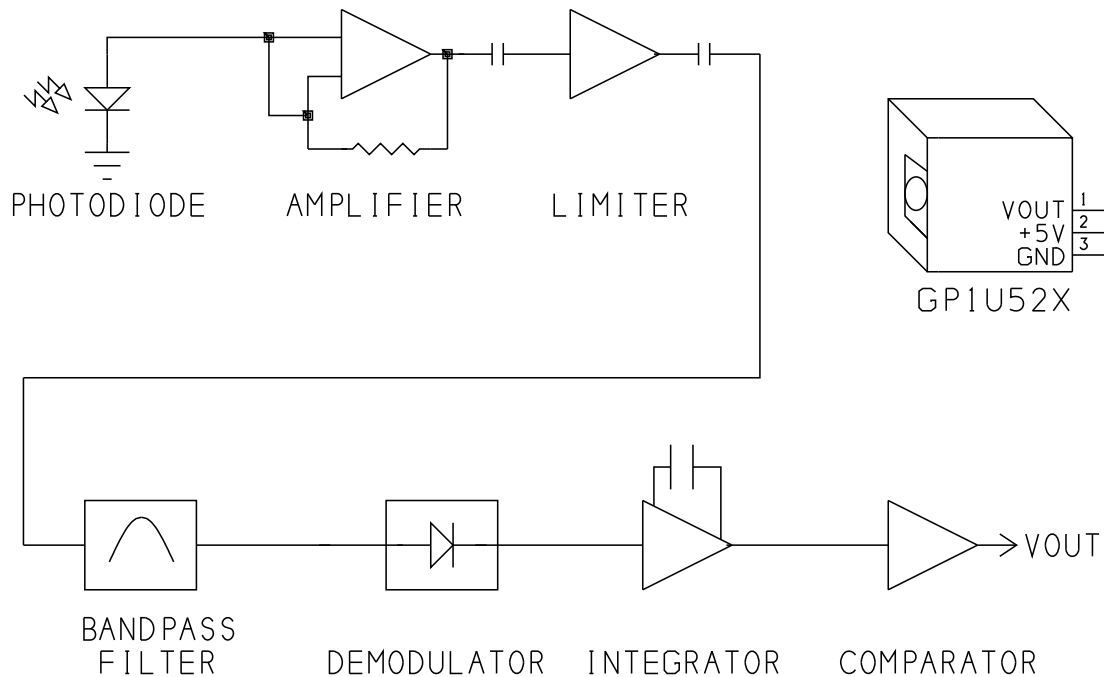 PHOTODIODE
AMPLIFIER
LIMITER
VOUT 1
+5V 2
GND 3
GP1U52X
VOUT
BANDPASS
FILTER
DEMODULATOR
INTEGRATOR
COMPARATOR